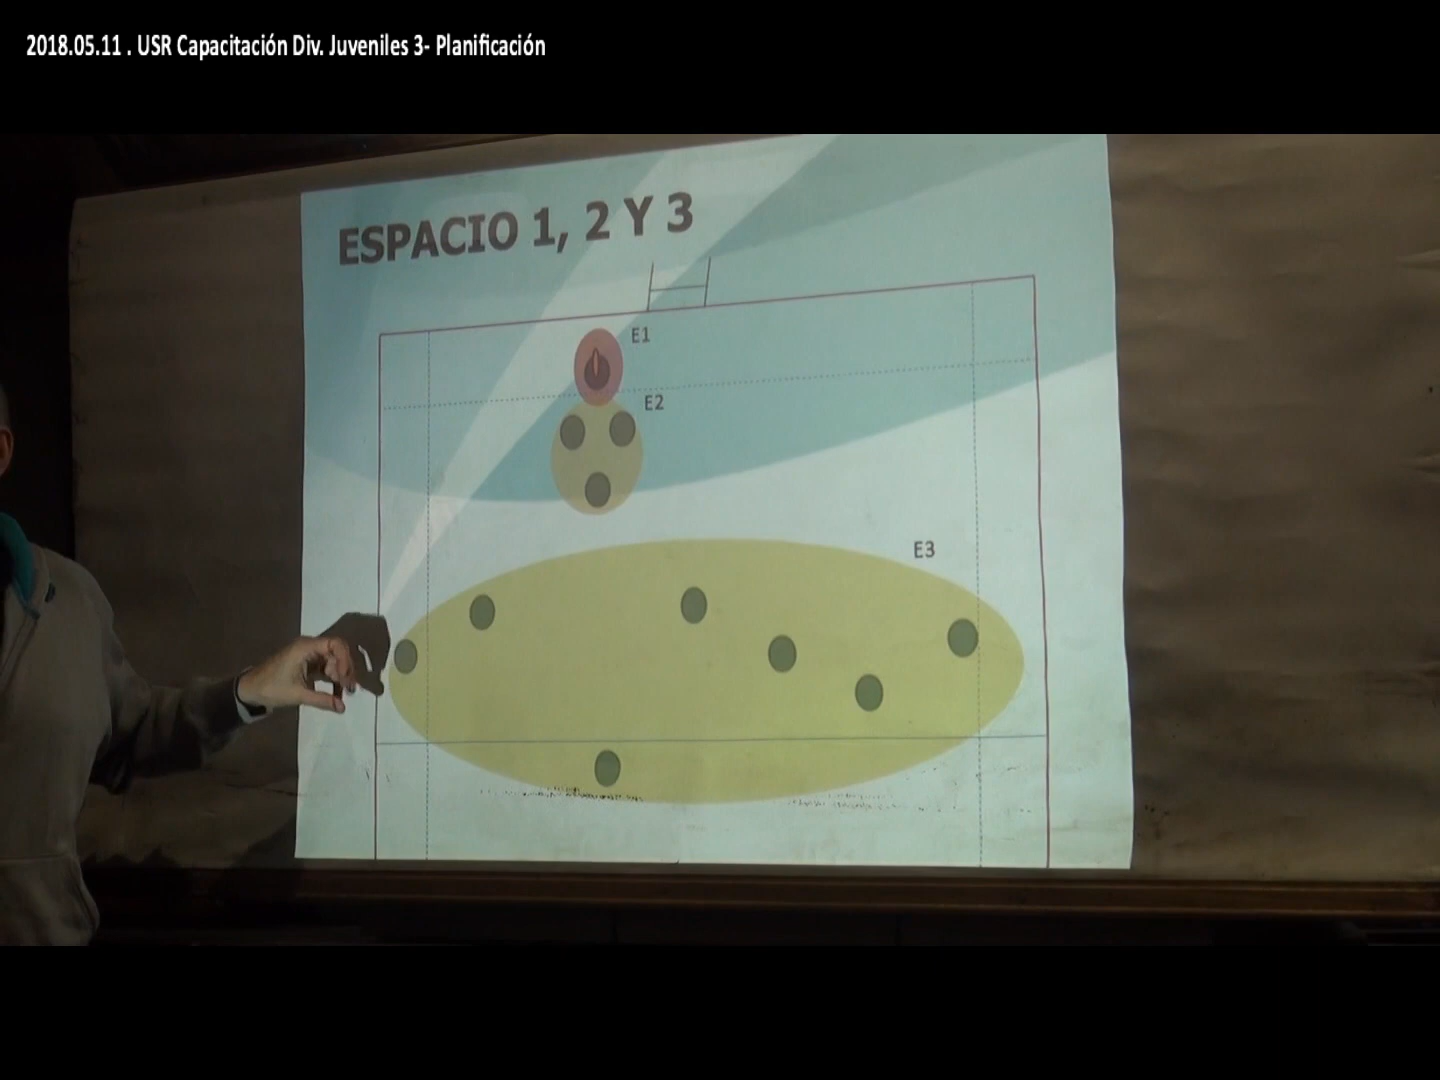 2018.05.11 . USR Capacitación Div. Juveniles 3- Planificación
ESPACIO 1, 2 Y 3
E1
E2
E3